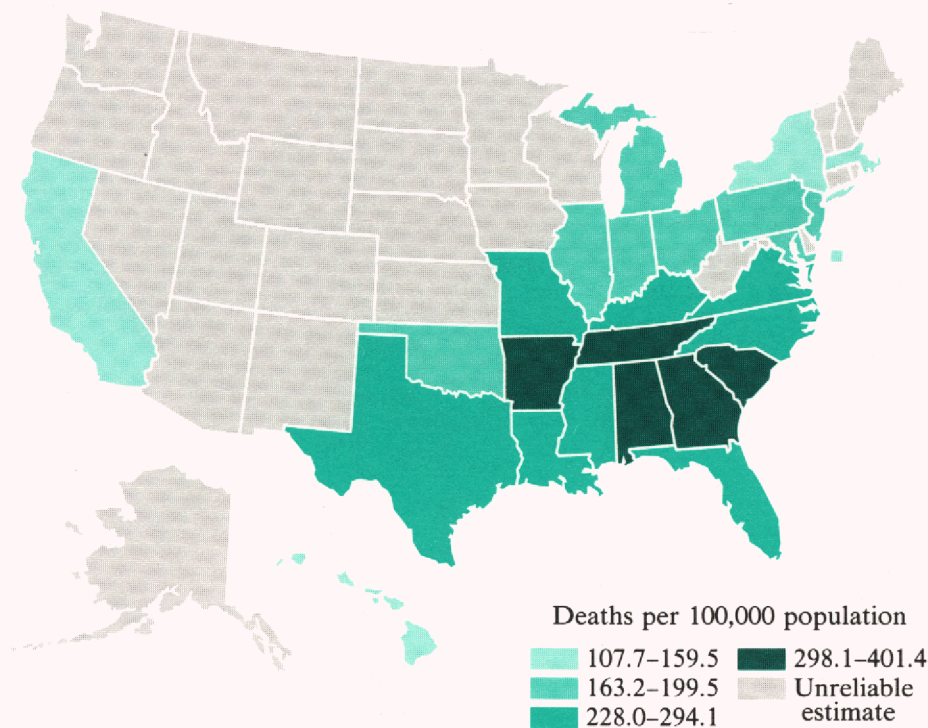 Deaths per 100,000 population
107.7–159.5
163.2–199.5
228.0–294.1
298.1–401.4
Unreliable
estimate